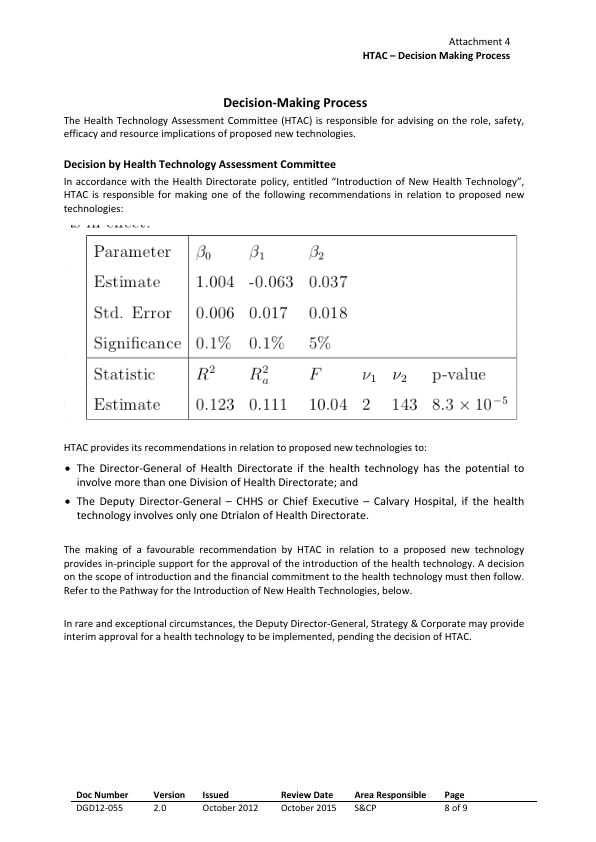 Attachment 4
HTAC – Decision Making Process
Decision-Making Process
The Health Technology Assessment Committee (HTAC) is responsible for advising on the role, safety,
efficacy and resource implications of proposed new technologies.
Decision by Health Technology Assessment Committee
In accordance with the Health Directorate policy, entitled “Introduction of New Health Technology”,
HTAC is responsible for making one of the following recommendations in relation to proposed new
technologies:
Parameter β₀ β₁ β₂
Estimate 1.004 -0.063 0.037
Std. Error 0.006 0.017 0.018
Significance 0.1% 0.1% 5%
Statistic R² R²ₐ F ν₁ ν₂ p-value
Estimate 0.123 0.111 10.04 2 143 8.3 × 10⁻⁵
HTAC provides its recommendations in relation to proposed new technologies to:
• The Director-General of Health Directorate if the health technology has the potential to
involve more than one Division of Health Directorate; and
• The Deputy Director-General – CHHS or Chief Executive – Calvary Hospital, if the health
technology involves only one Dtrialon of Health Directorate.
The making of a favourable recommendation by HTAC in relation to a proposed new technology
provides in-principle support for the approval of the introduction of the health technology. A decision
on the scope of introduction and the financial commitment to the health technology must then follow.
Refer to the Pathway for the Introduction of New Health Technologies, below.
In rare and exceptional circumstances, the Deputy Director-General, Strategy & Corporate may provide
interim approval for a health technology to be implemented, pending the decision of HTAC.
Doc Number Version Issued Review Date Area Responsible Page
DGD12-055 2.0 October 2012 October 2015 S&CP 8 of 9